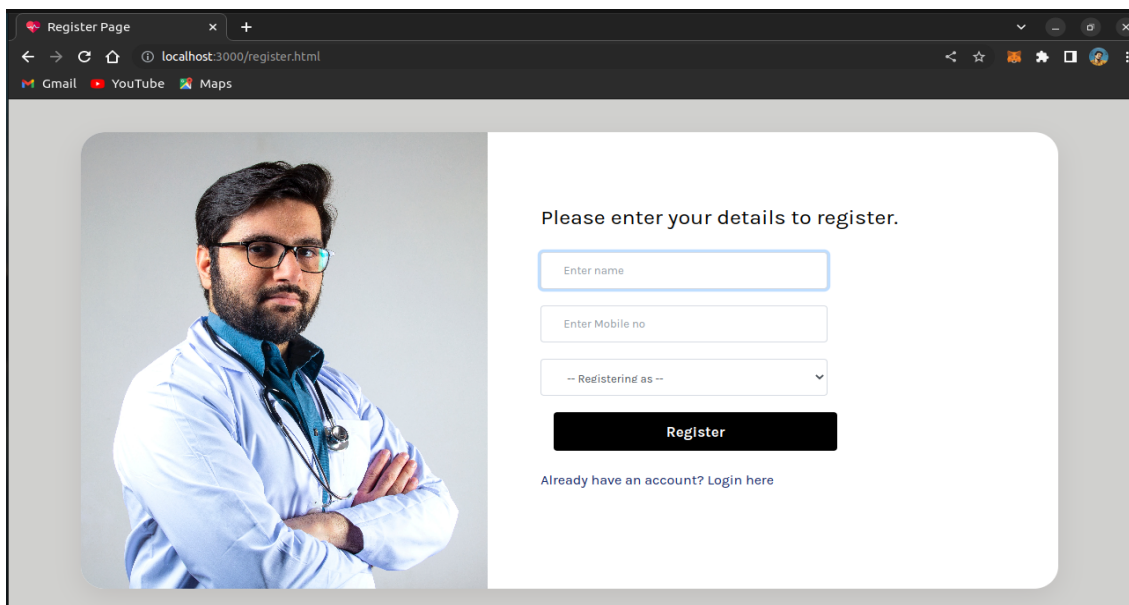 Register Page
localhost:3000/register.html
Gmail YouTube Maps
Please enter your details to register.
Enter name
Enter Mobile no
-- Registering as --
Register
Already have an account? Login here